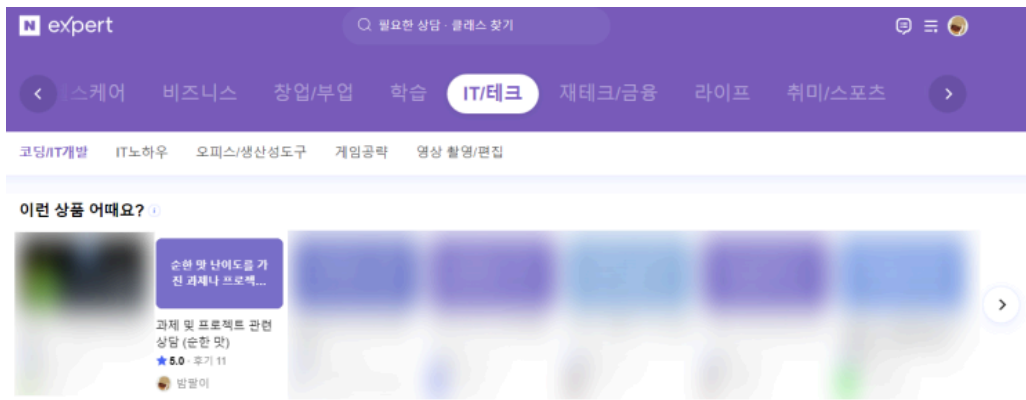 N expert
필요한 상담 · 클래스 찾기
스케어 비즈니스 창업/부업 학습 IT/테크 재테크/금융 라이프 취미/스포츠
코딩/IT개발 IT노하우 오피스/생산성도구 게임공략 영상 촬영/편집
이런 상품 어때요?
순한 맛 난이도를 가
진 과제나 프로젝...
과제 및 프로젝트 관련
상담 (순한 맛)
★ 5.0 · 후기 11
밤팔이